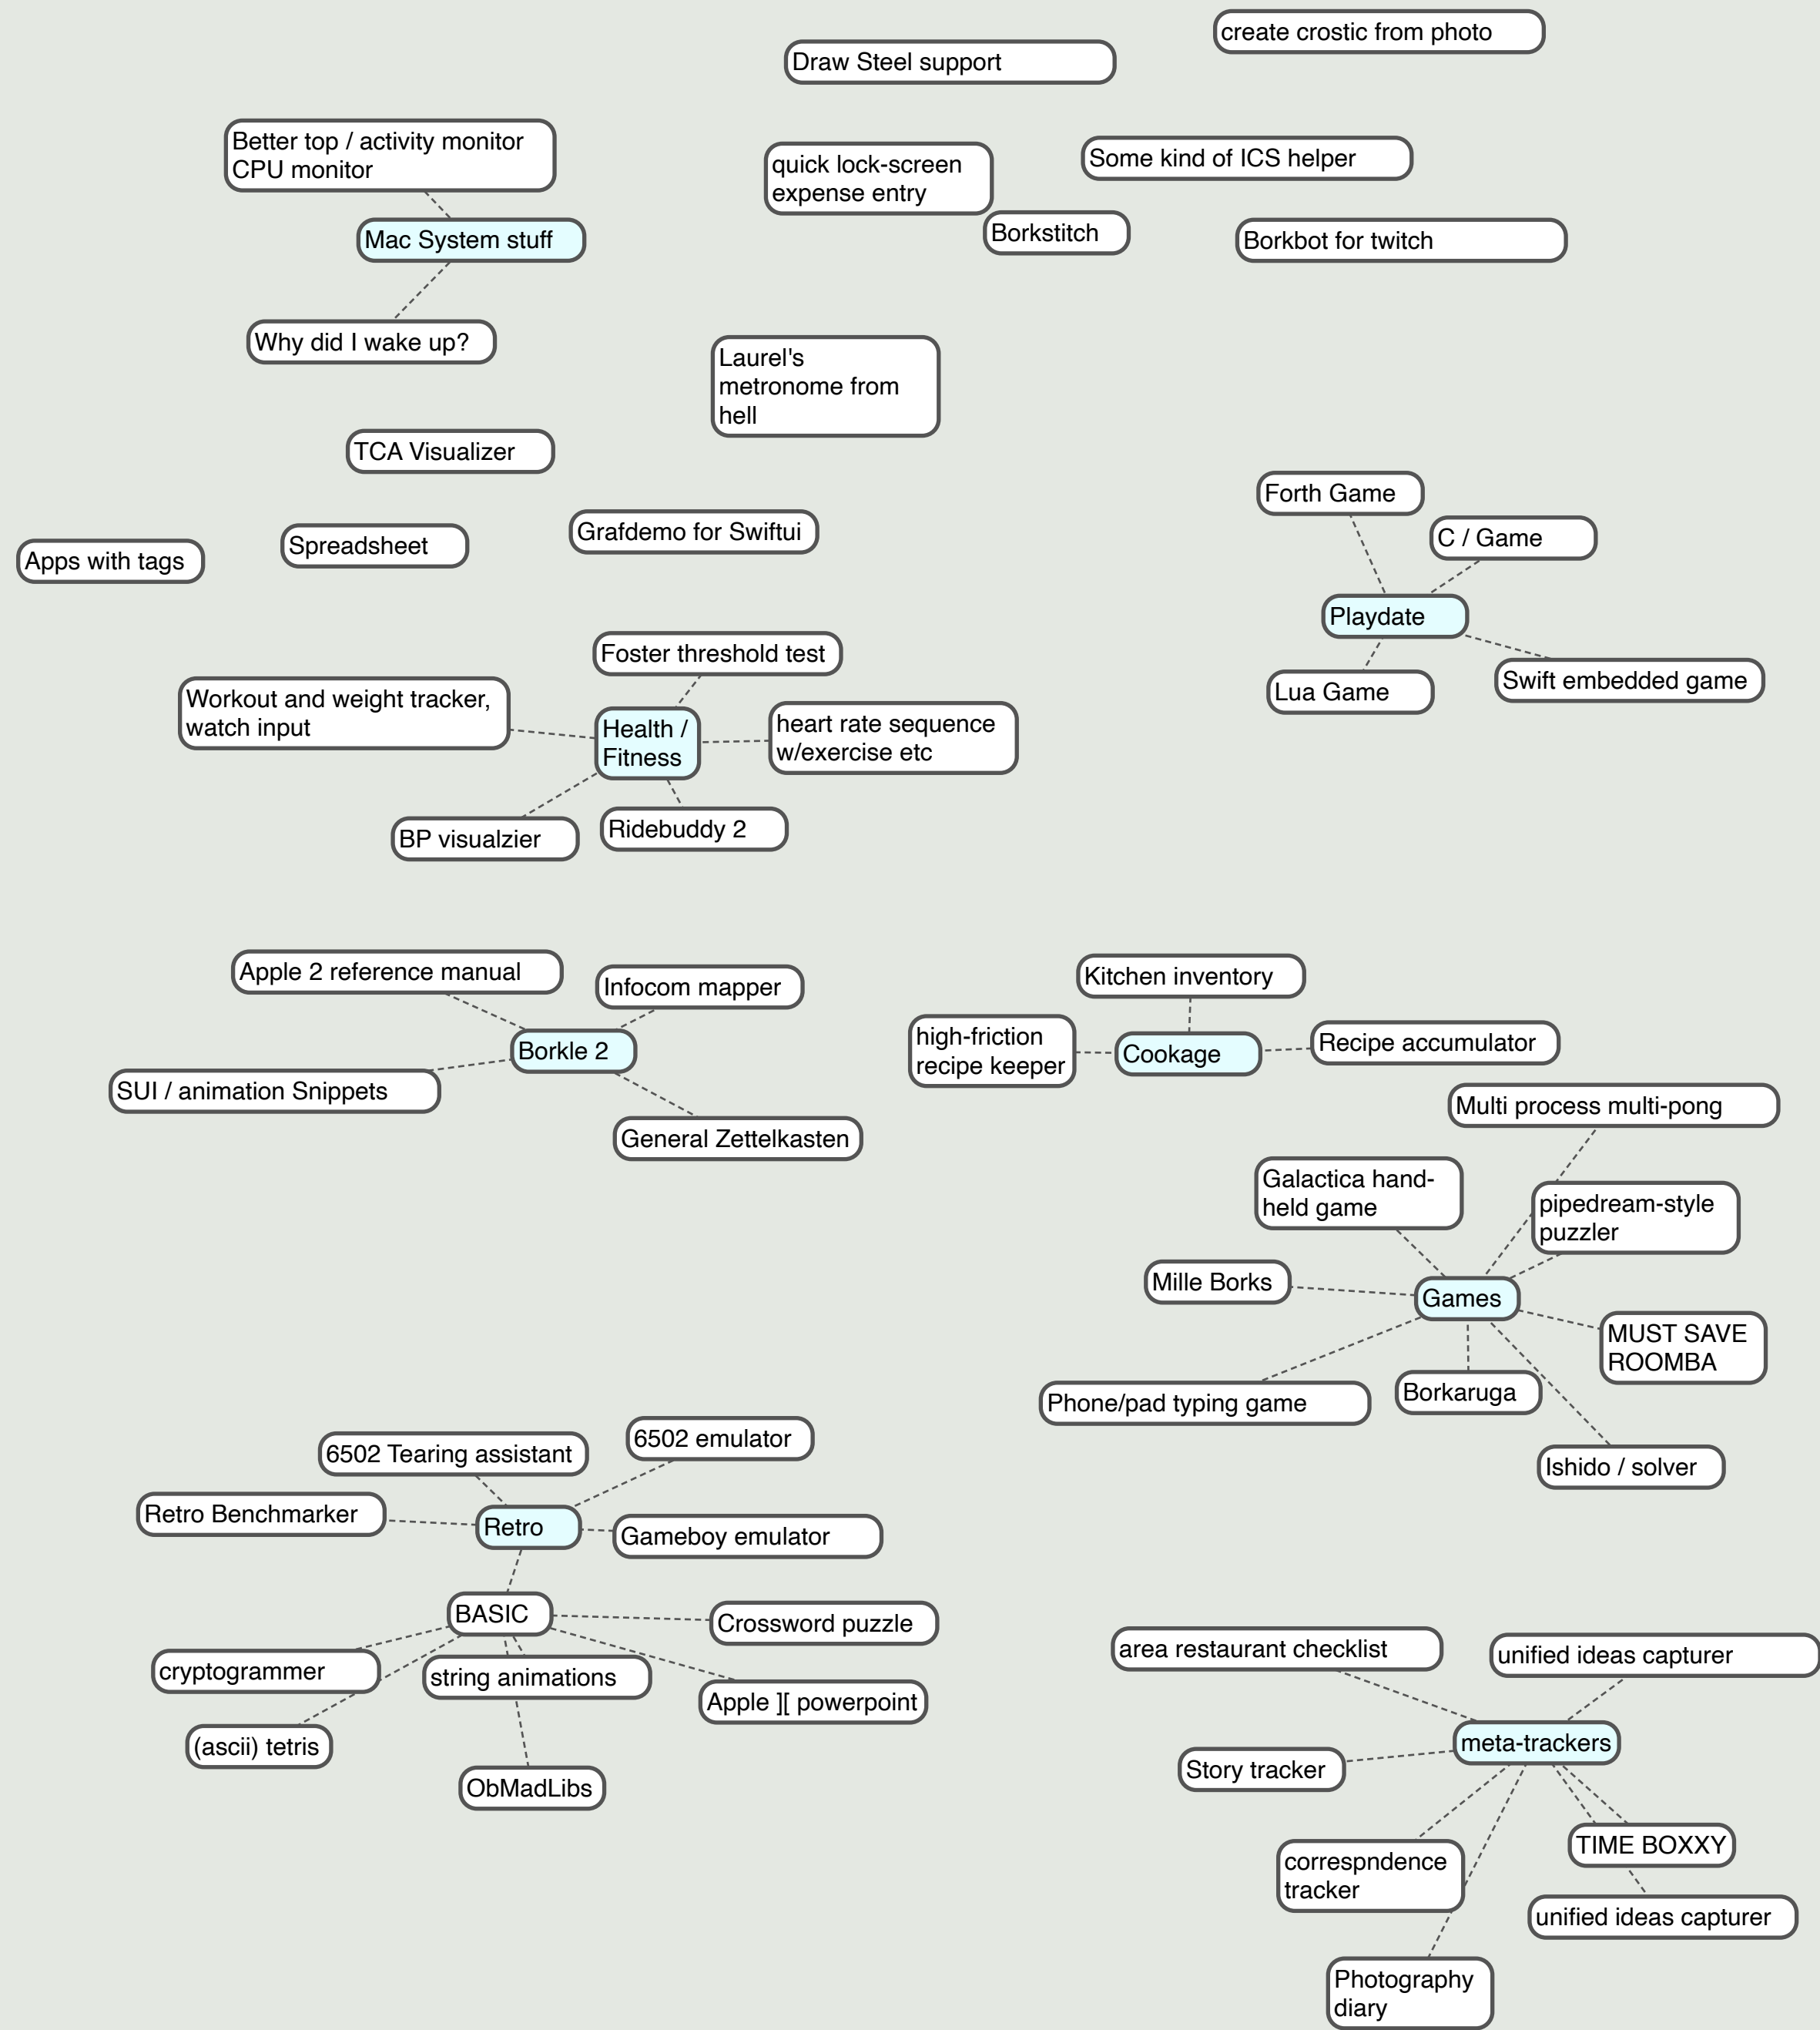 create crostic from photo
Draw Steel support
Better top / activity monitor
CPU monitor
quick lock-screen
expense entry
Some kind of ICS helper
Mac System stuff
Borkstitch
Borkbot for twitch
Why did I wake up?
Laurel's
metronome from
hell
TCA Visualizer
Forth Game
Grafdemo for Swiftui
C / Game
Spreadsheet
Apps with tags
Playdate
Foster threshold test
Swift embedded game
Lua Game
Workout and weight tracker,
watch input
Health /
Fitness
heart rate sequence
w/exercise etc
BP visualzier
Ridebuddy 2
Apple 2 reference manual
Infocom mapper
Kitchen inventory
Borkle 2
high-friction
recipe keeper
Cookage
Recipe accumulator
SUI / animation Snippets
General Zettelkasten
Multi process multi-pong
Galactica hand-
held game
pipedream-style
puzzler
Mille Borks
Games
MUST SAVE
ROOMBA
Phone/pad typing game
Borkaruga
Ishido / solver
6502 Tearing assistant
6502 emulator
Retro Benchmarker
Retro
Gameboy emulator
BASIC
Crossword puzzle
cryptogrammer
string animations
Apple ][ powerpoint
(ascii) tetris
ObMadLibs
area restaurant checklist
unified ideas capturer
meta-trackers
Story tracker
TIME BOXXY
correspndence
tracker
unified ideas capturer
Photography
diary